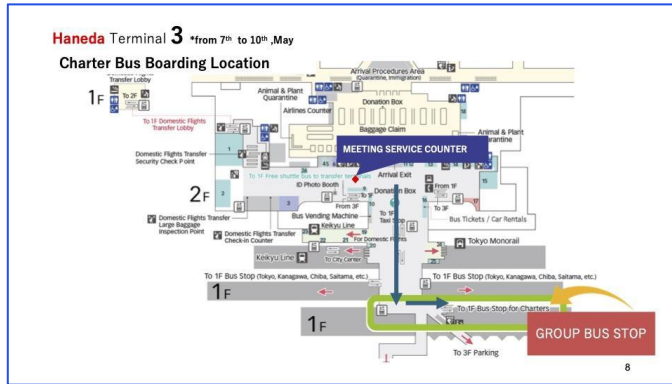 Haneda Terminal 3 *from 7th to 10th ,May
Charter Bus Boarding Location
Arrival Procedures Area
(Quarantine, Immigration)
Domestic Flights
Transfer Lobby
1F
To 2F
Animal & Plant
Quarantine
Airlines Counter
Donation Box
Baggage Claim
To 1F Domestic Flights
Transfer Lobby
Animal & Plant
Quarantine
MEETING SERVICE COUNTER
Domestic Flights Transfer
Security Check Point
To 1F Free shuttle bus to transfer terminals
Arrival Exit
ID Photo Booth
Donation Box
From 1F
2F
To 1F
From 3F
To 3F
To 1F
Taxi Stop
Bus Vending Machine
Bus Tickets / Car Rentals
Domestic Flights Transfer
Large Baggage
Inspection Point
Domestic Flights Transfer
Check-in Counter
Keikyu Line
For Domestic Flights
Tokyo Monorail
Keikyu Line
To City Center
To 1F Bus Stop (Tokyo, Kanagawa, Chiba, Saitama, etc.)
To 1F Bus Stop (Tokyo, Kanagawa, Chiba, Saitama, etc.)
1F
To 1F Bus Stop for Charters
1F
GROUP BUS STOP
To 3F Parking
8